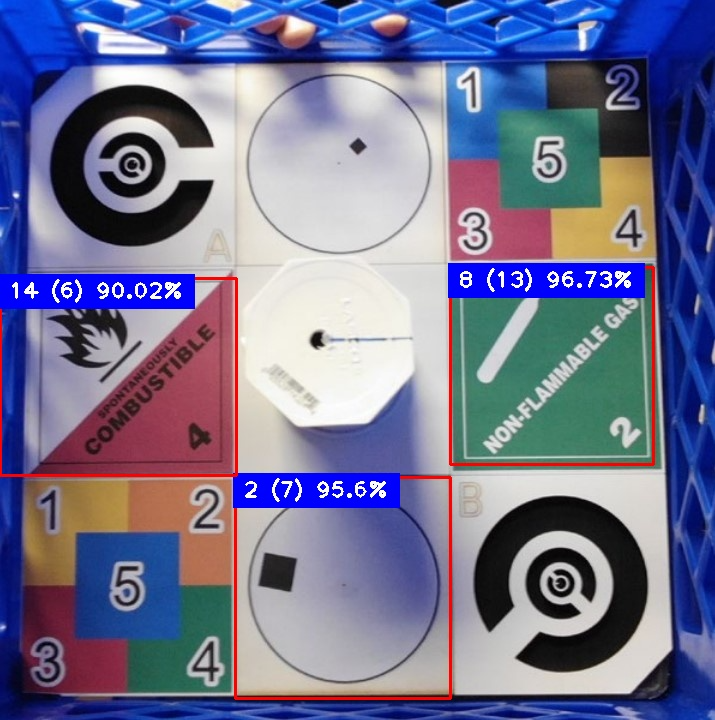 1
2
5
3
4
A
14 (6) 90.02%
8 (13) 96.73%
SPONTANEOUSLY
COMBUSTIBLE
4
NON-FLAMMABLE GAS
2
2 (7) 95.6%
1
2
5
3
4
B